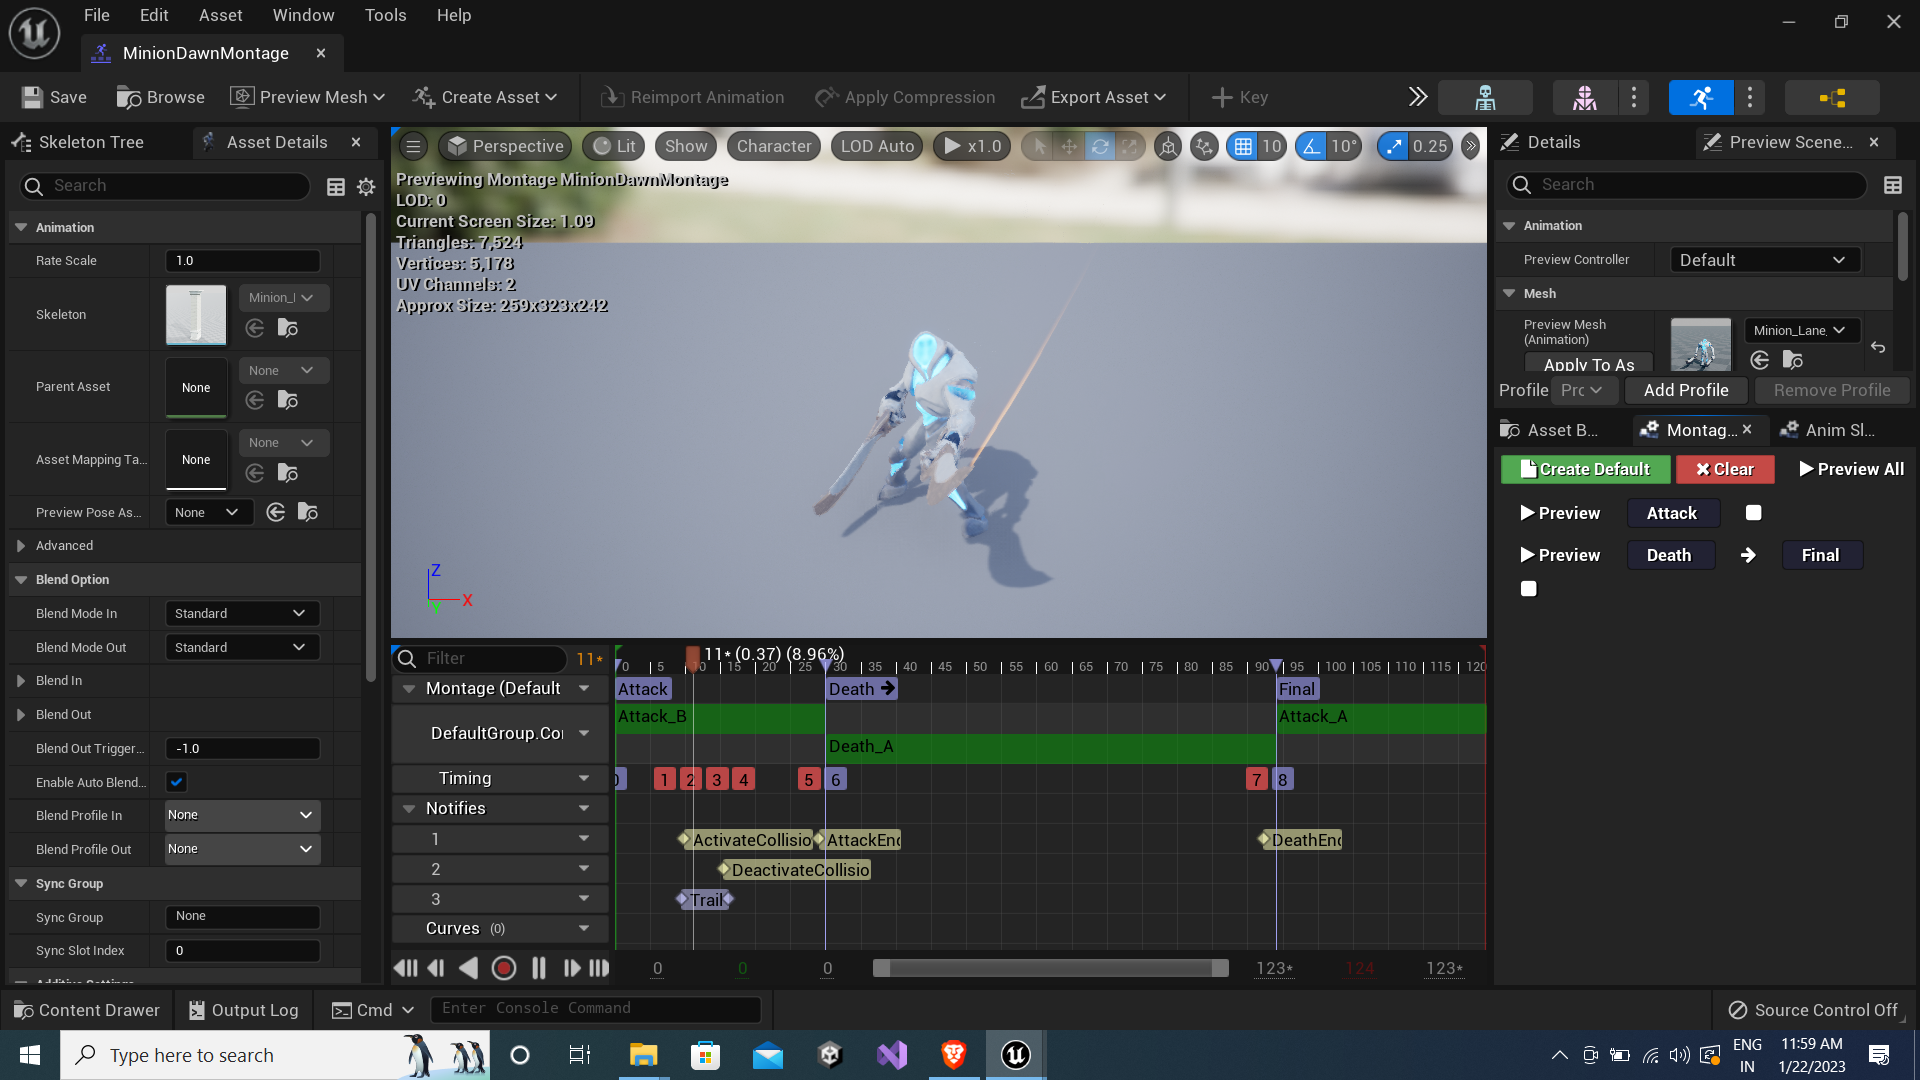 File Edit Asset Window Tools Help
MinionDawnMontage
Save Browse Preview Mesh Create Asset Reimport Animation Apply Compression Export Asset Key
Skeleton Tree Asset Details
Search
Animation
Rate Scale 1.0
Skeleton Minion_
Parent Asset None None
Asset Mapping Ta... None None
Preview Pose As... None
Advanced
Blend Option
Blend Mode In Standard
Blend Mode Out Standard
Blend In
Blend Out
Blend Out Trigger... -1.0
Enable Auto Blend...
Blend Profile In None
Blend Profile Out None
Sync Group
Sync Group None
Sync Slot Index 0
Additive Settings
Perspective Lit Show Character LOD Auto x1.0 10 10° 0.25
Previewing Montage MinionDawnMontage
LOD: 0
Current Screen Size: 1.09
Triangles: 7,524
Vertices: 5,178
UV Channels: 2
Approx Size: 259x323x242
Z
Y X
Filter 11*
11* (0.37) (8.96%)
0 5 10 15 20 25 30 35 40 45 50 55 60 65 70 75 80 85 90 95 100 105 110 115 120
Montage (Default Attack Death Final
DefaultGroup.Co Attack_B Death_A Attack_A
Timing 0 1 2 3 4 5 6 7 8
Notifies
1 ActivateCollisio AttackEnd DeathEnd
2 DeactivateCollisio
3 Trail
Curves (0)
0 0 0 123* 124 123*
Details Preview Scene...
Search
Animation
Preview Controller Default
Mesh
Preview Mesh
(Animation) Minion_Lane
Apply To As
Profile Prc Add Profile Remove Profile
Asset B... Montag... Anim Sl...
Create Default Clear Preview All
Preview Attack
Preview Death Final
Content Drawer Output Log Cmd Enter Console Command Source Control Off
Type here to search
ENG
IN
11:59 AM
1/22/2023